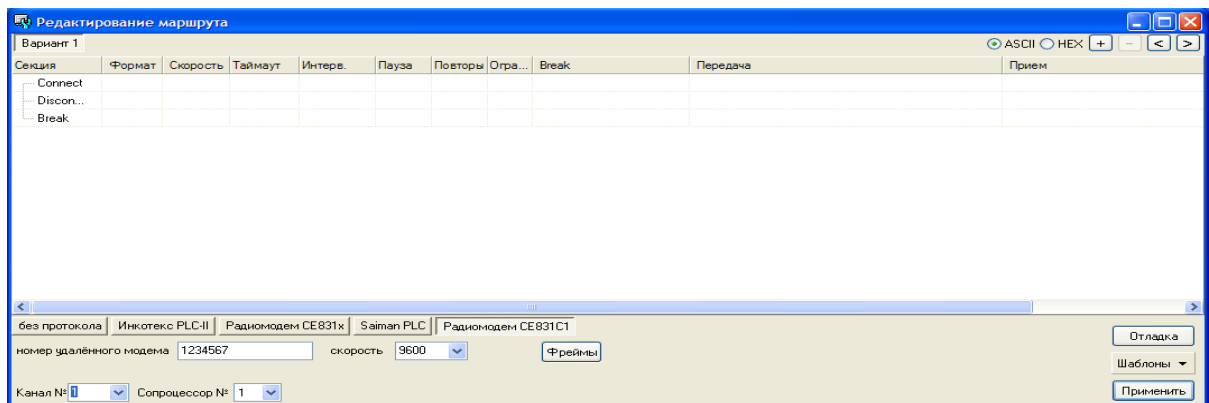 Редактирование маршрута
Вариант 1 ASCII HEX + - < >
Секция Формат Скорость Таймаут Интерв. Пауза Повторы Огра... Break Передача Прием
Connect
Discon...
Break
без протокола Инкотекс PLC-II Радиомодем CE831x Saiman PLC Радиомодем CE831C1
Отладка
номер удалённого модема 1234567 скорость 9600 Фреймы
Шаблоны
Канал № 1 Сопроцессор № 1 Применить